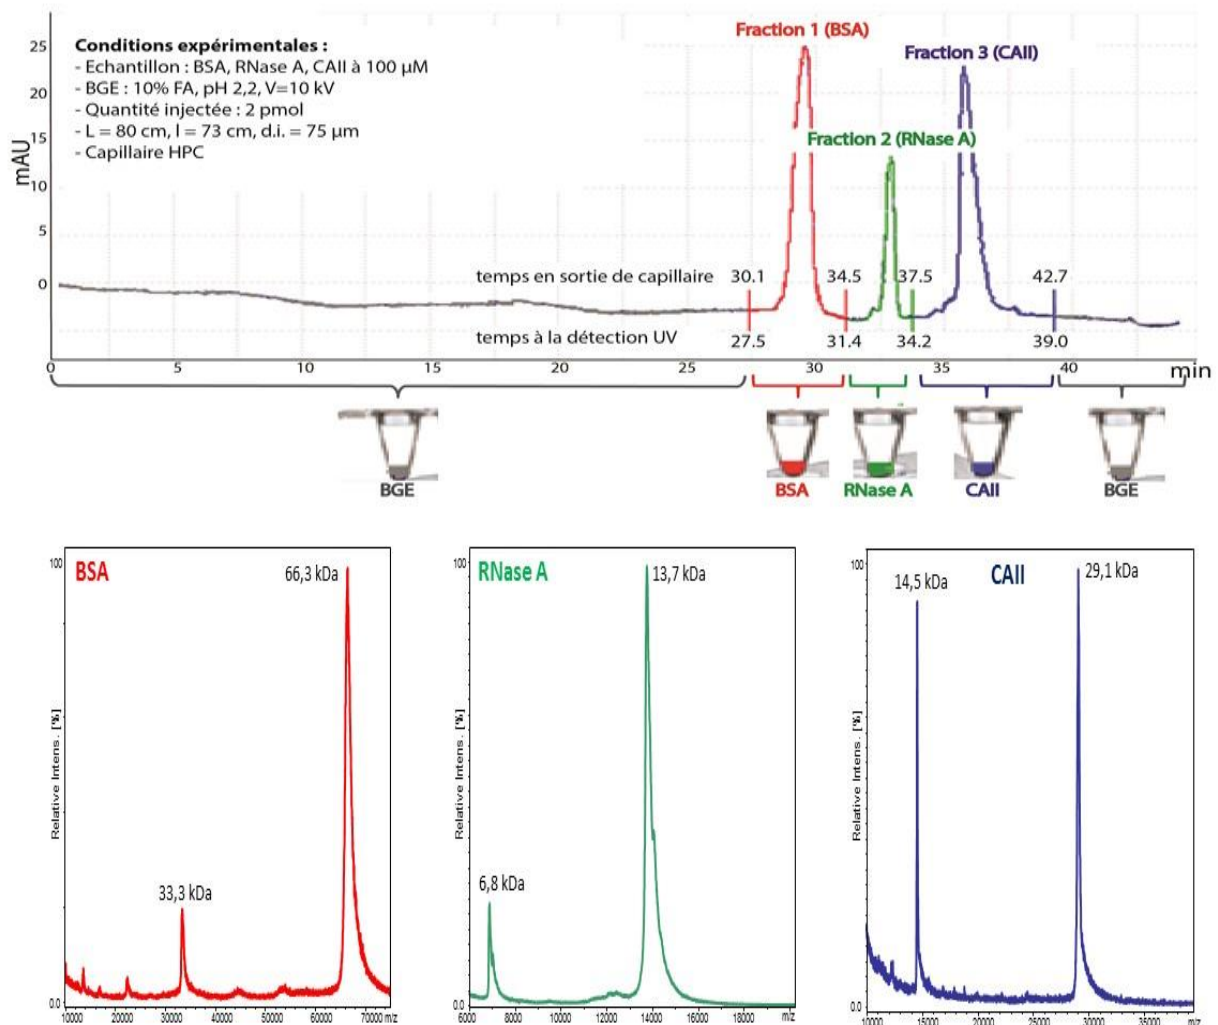 Fraction 1 (BSA)
Conditions expérimentales :
- Echantillon : BSA, RNase A, CAII à 100 µM
- BGE : 10% FA, pH 2,2, V=10 kV
- Quantité injectée : 2 pmol
- L = 80 cm, l = 73 cm, d.i. = 75 µm
- Capillaire HPC
Fraction 3 (CAII)
Fraction 2 (RNase A)
mAU
25
20
15
10
5
0
temps en sortie de capillaire 30.1 34.5 37.5 42.7
temps à la détection UV 27.5 31.4 34.2 39.0
0 5 10 15 20 25 30 35 40 min
BGE BSA RNase A CAII BGE
BSA
100
66,3 kDa
33,3 kDa
Relative Intens. [%]
0.0
10000 20000 30000 40000 50000 60000 70000 m/z
RNase A
100
13,7 kDa
6,8 kDa
Relative Intens. [%]
0.0
6000 8000 10000 12000 14000 16000 18000 m/z
CAII
100
14,5 kDa
29,1 kDa
Relative Intens. [%]
0.0
10000 15000 20000 25000 30000 35000 m/z